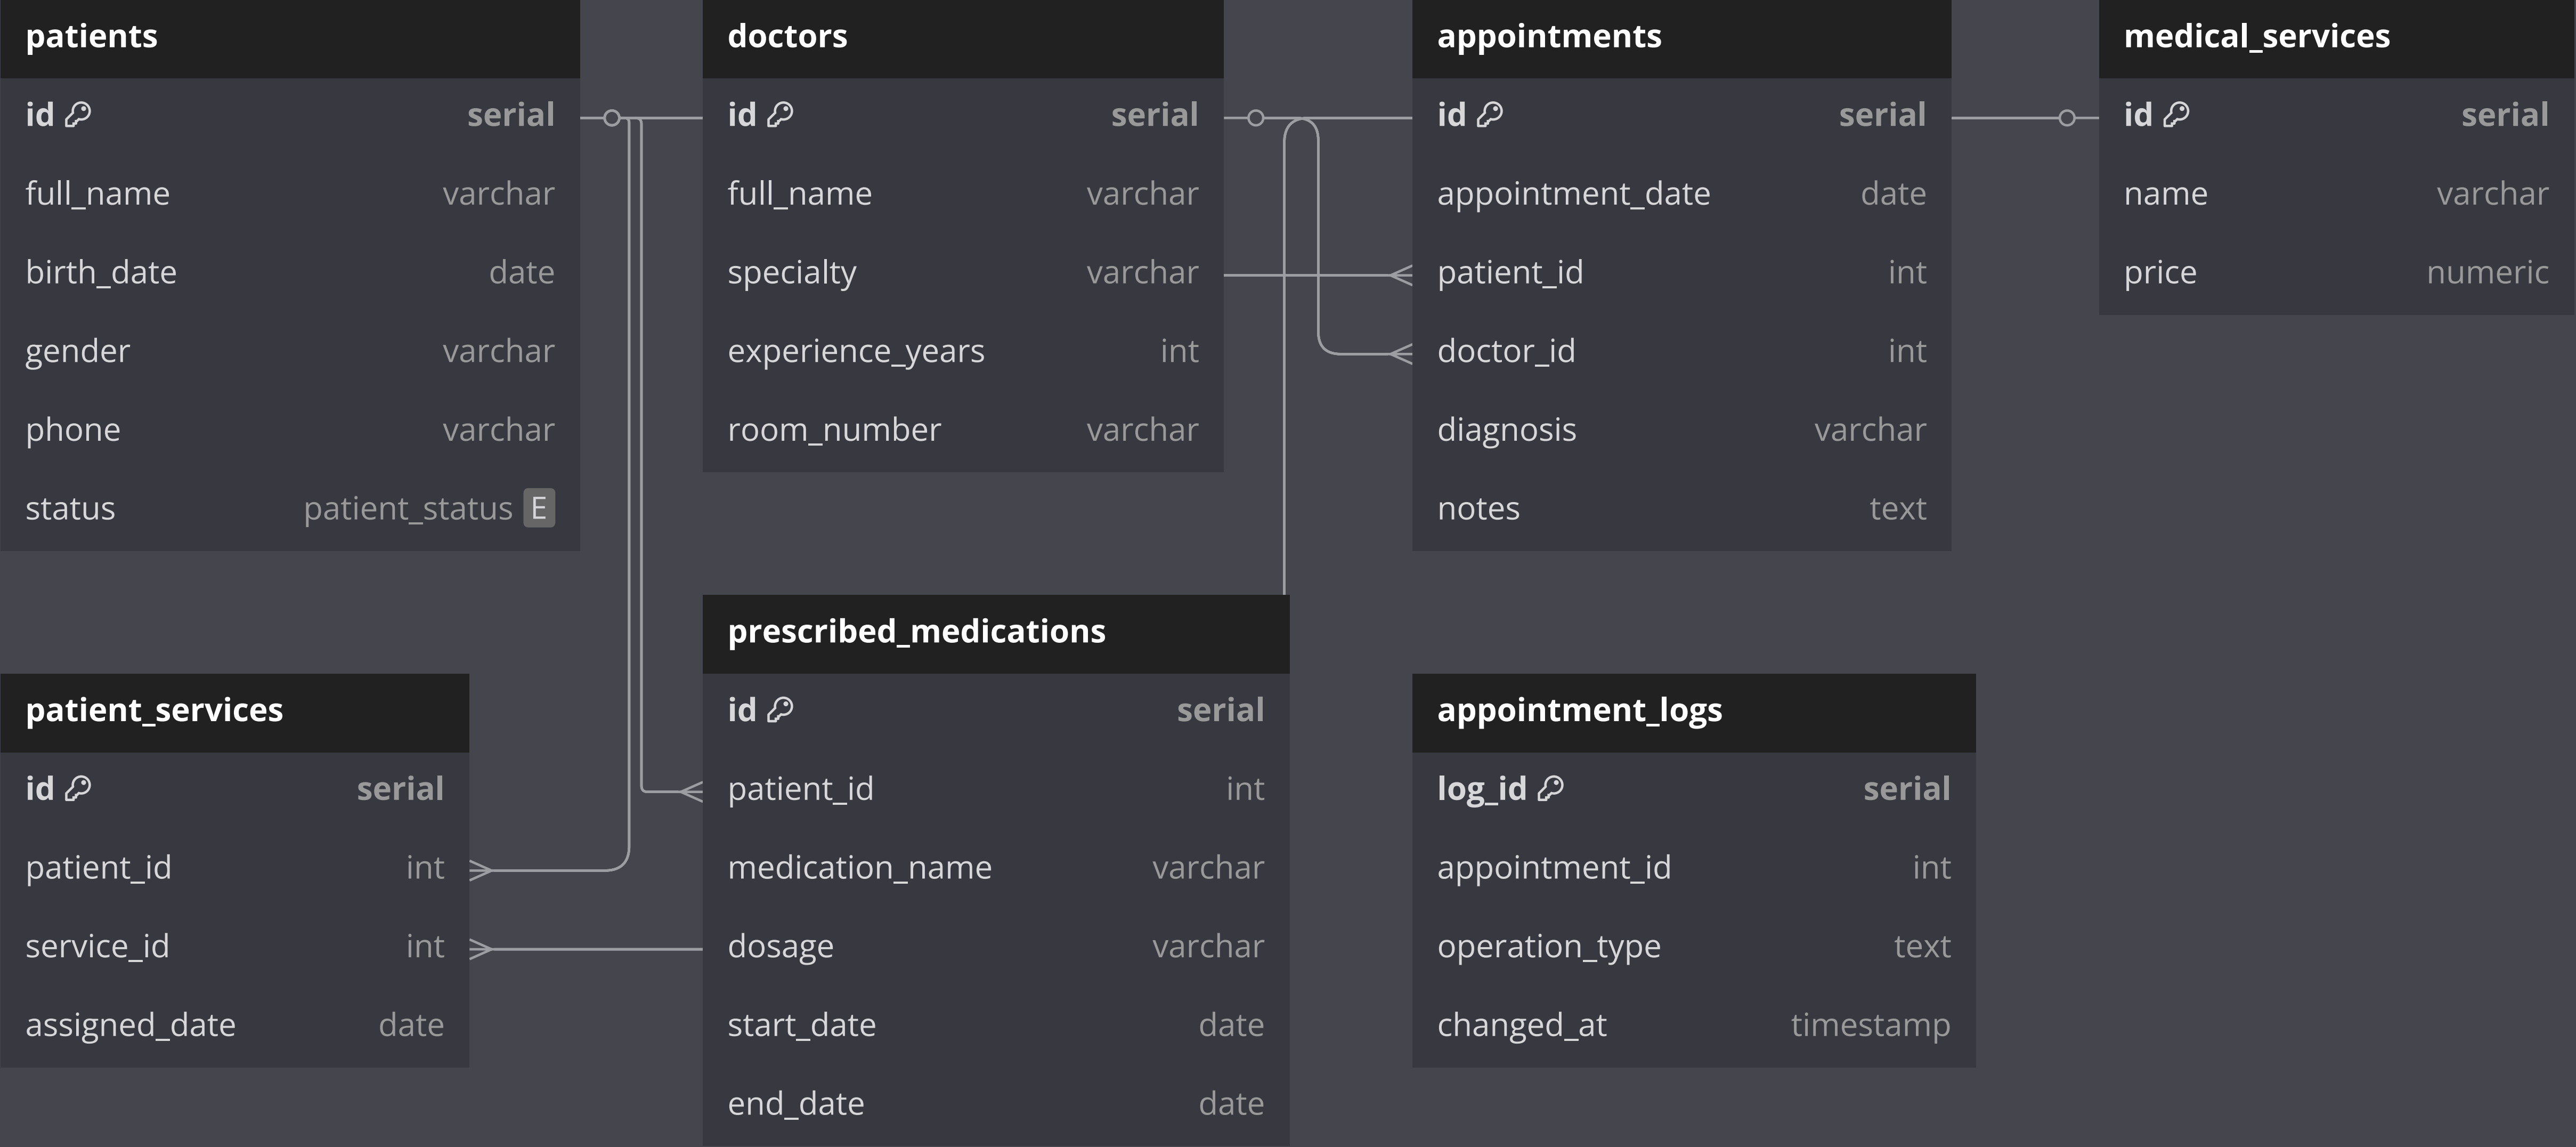 patients
id serial
full_name varchar
birth_date date
gender varchar
phone varchar
status patient_status E
doctors
id serial
full_name varchar
specialty varchar
experience_years int
room_number varchar
appointments
id serial
appointment_date date
patient_id int
doctor_id int
diagnosis varchar
notes text
medical_services
id serial
name varchar
price numeric
patient_services
id serial
patient_id int
service_id int
assigned_date date
prescribed_medications
id serial
patient_id int
medication_name varchar
dosage varchar
start_date date
end_date date
appointment_logs
log_id serial
appointment_id int
operation_type text
changed_at timestamp